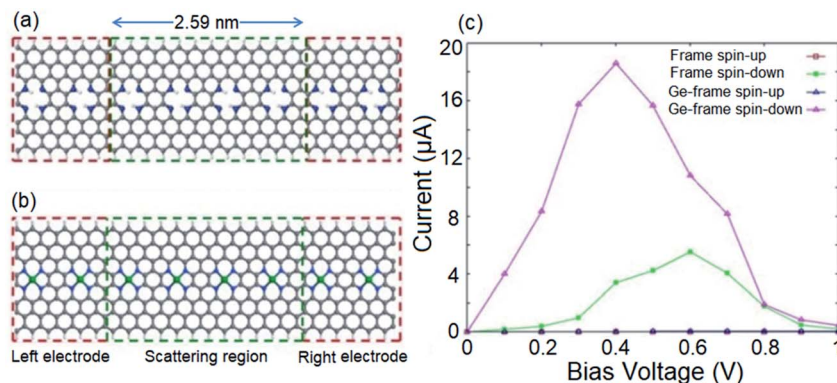 (a)
2.59 nm
(b)
Left electrode
Scattering region
Right electrode
(c)
Frame spin-up
Frame spin-down
Ge-frame spin-up
Ge-frame spin-down
Current (μA)
20
16
12
8
4
0
0 0.2 0.4 0.6 0.8 1
Bias Voltage (V)